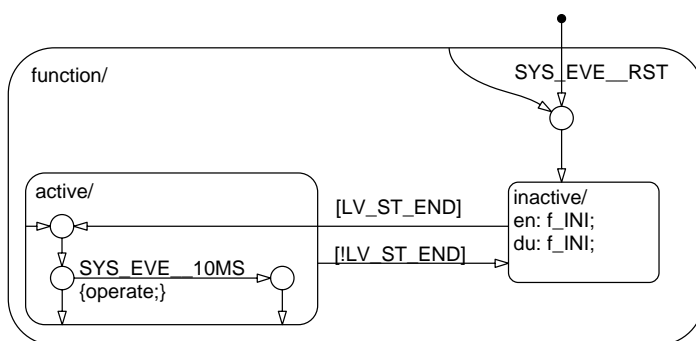 SYS_EVE__RST
function/
active/
[LV_ST_END]
inactive/
en: f_INI;
du: f_INI;
[!LV_ST_END]
SYS_EVE__10MS
{operate;}